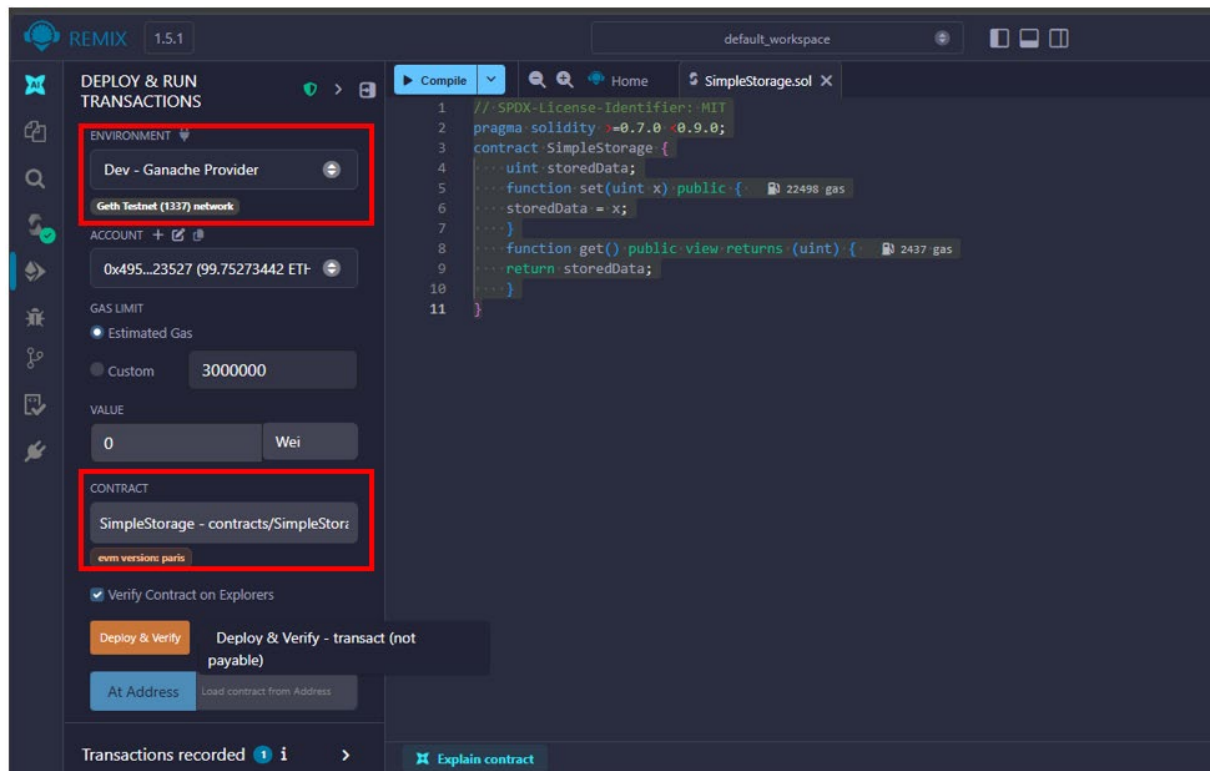 REMIX 1.5.1 default_workspace
DEPLOY & RUN
TRANSACTIONS
ENVIRONMENT
Dev - Ganache Provider
Geth Testnet (1337) network
ACCOUNT
0x495...23527 (99.75273442 ETH
GAS LIMIT
Estimated Gas
Custom 3000000
VALUE
0 Wei
CONTRACT
SimpleStorage - contracts/SimpleStora
evm version: paris
Verify Contract on Explorers
Deploy & Verify
Deploy & Verify - transact (not
payable)
At Address Load contract from Address
Transactions recorded 1 i
Compile Home SimpleStorage.sol
1 // SPDX-License-Identifier: MIT
2 pragma solidity >=0.7.0 <0.9.0;
3 contract SimpleStorage {
4 uint storedData;
5 function set(uint x) public { 22498 gas
6 storedData = x;
7 }
8 function get() public view returns (uint) { 2437 gas
9 return storedData;
10 }
11 }
AI
Explain contract